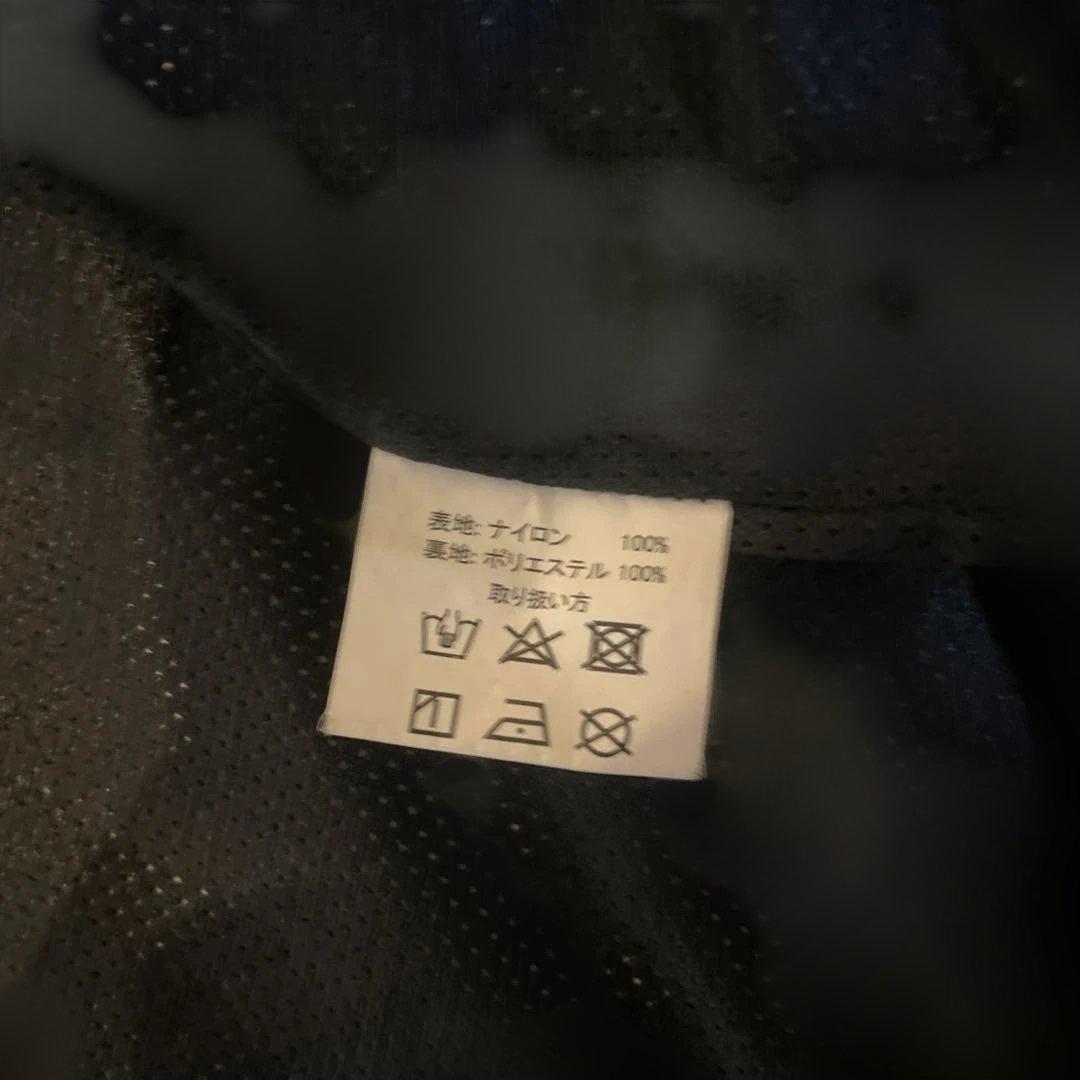 表地: ナイロン 100%
裏地: ポリエステル 100%
取り扱い方